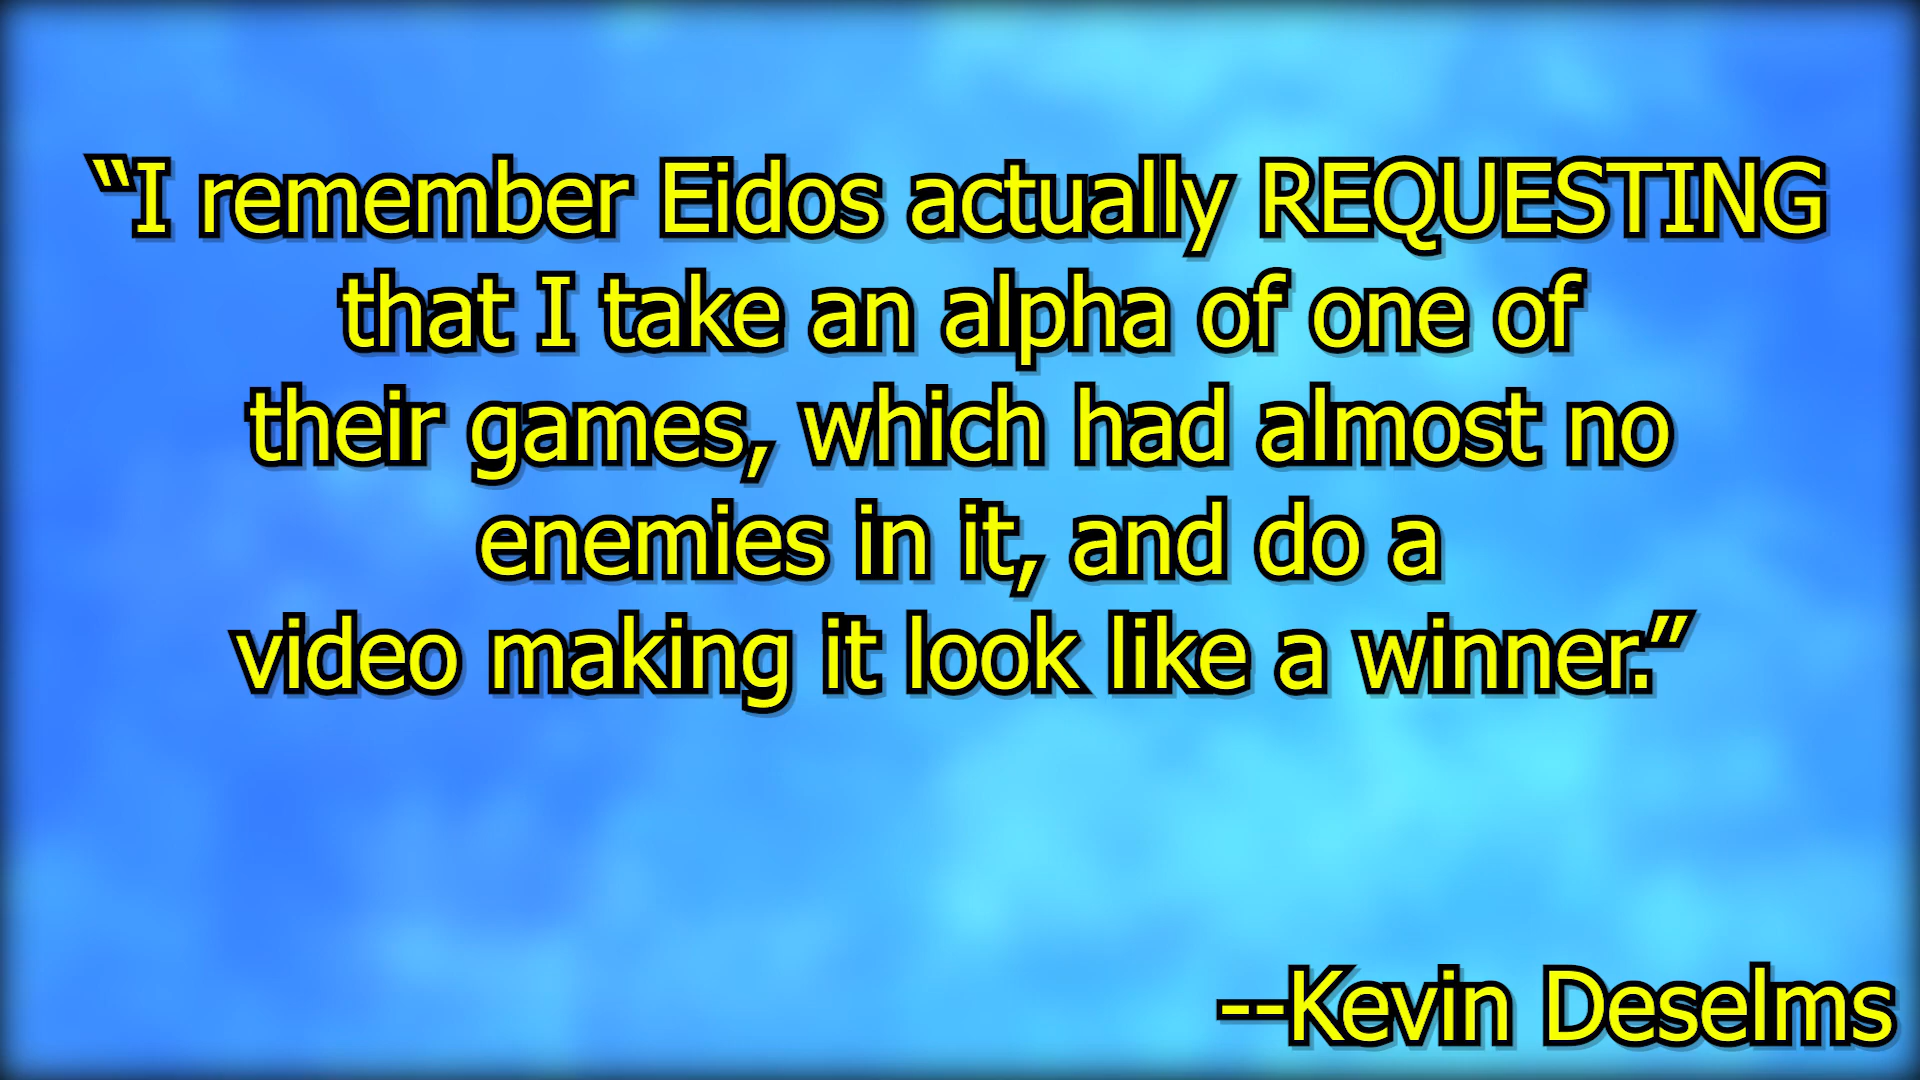 “I remember Eidos actually REQUESTING
that I take an alpha of one of
their games, which had almost no
enemies in it, and do a
video making it look like a winner.”
--Kevin Deselms